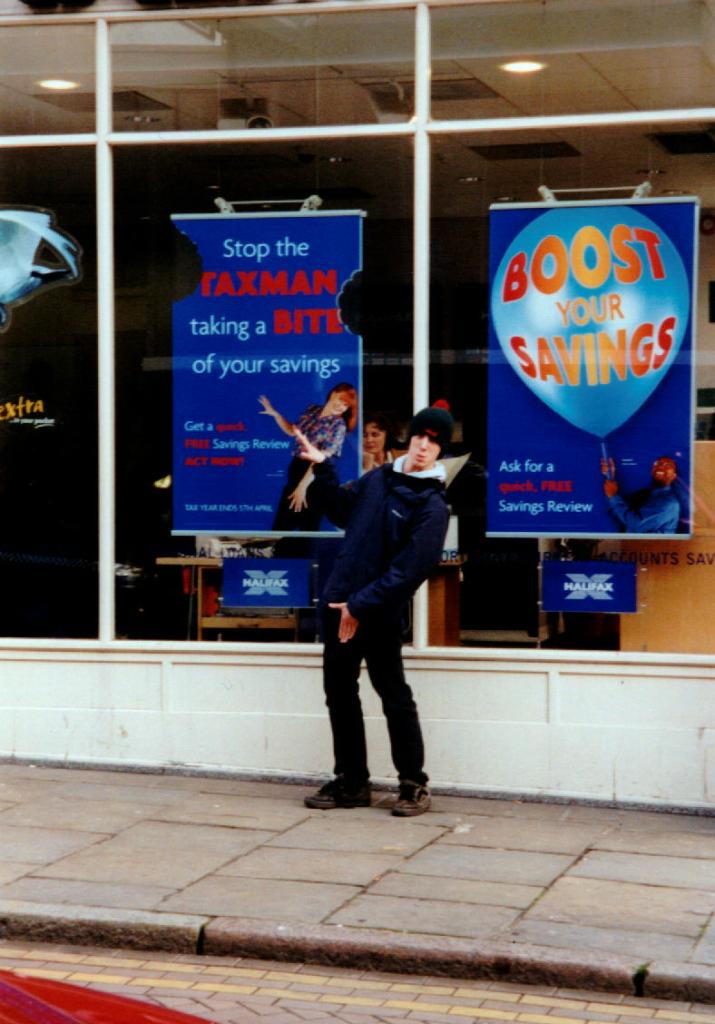 Stop the
TAXMAN
taking a BITE
of your savings
Get a quick,
FREE Savings Review
ACT NOW!
TAX YEAR ENDS 5TH APRIL
HALIFAX
BOOST
YOUR
SAVINGS
Ask for a
quick, FREE
Savings Review
HALIFAX
extra
ACCOUNTS SAV